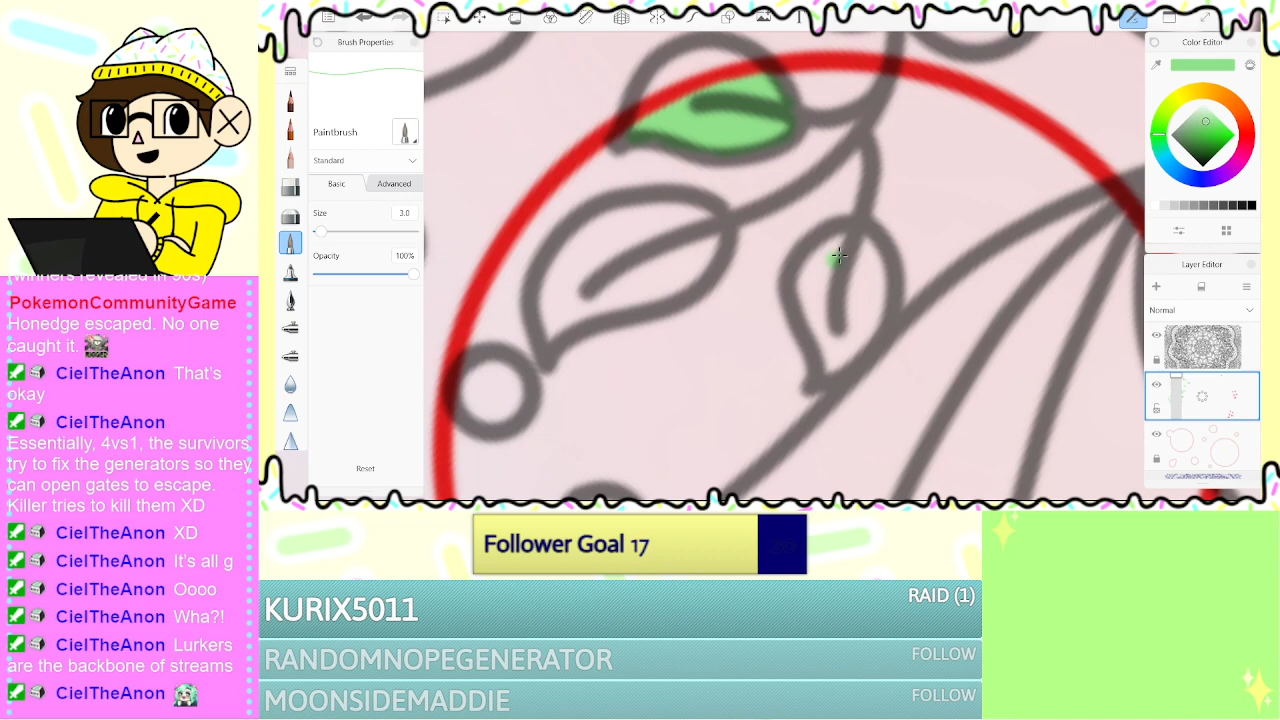 Brush Properties
Paintbrush
Standard
Basic
Advanced
Size
3.0
Opacity
100%
Reset
Color Editor
Layer Editor
Normal
PokemonCommunityGame
Honedge escaped. No one
caught it.
CielTheAnon That's
okay
CielTheAnon
Essentially, 4vs1, the survivors
try to fix the generators so they
can open gates to escape.
Killer tries to kill them XD
CielTheAnon XD
CielTheAnon It's all g
CielTheAnon Oooo
CielTheAnon Wha?!
CielTheAnon Lurkers
are the backbone of streams
CielTheAnon
Follower Goal 17
KURIX5011
RAID (1)
RANDOMNOPEGENERATOR
FOLLOW
MOONSIDEMADDIE
FOLLOW